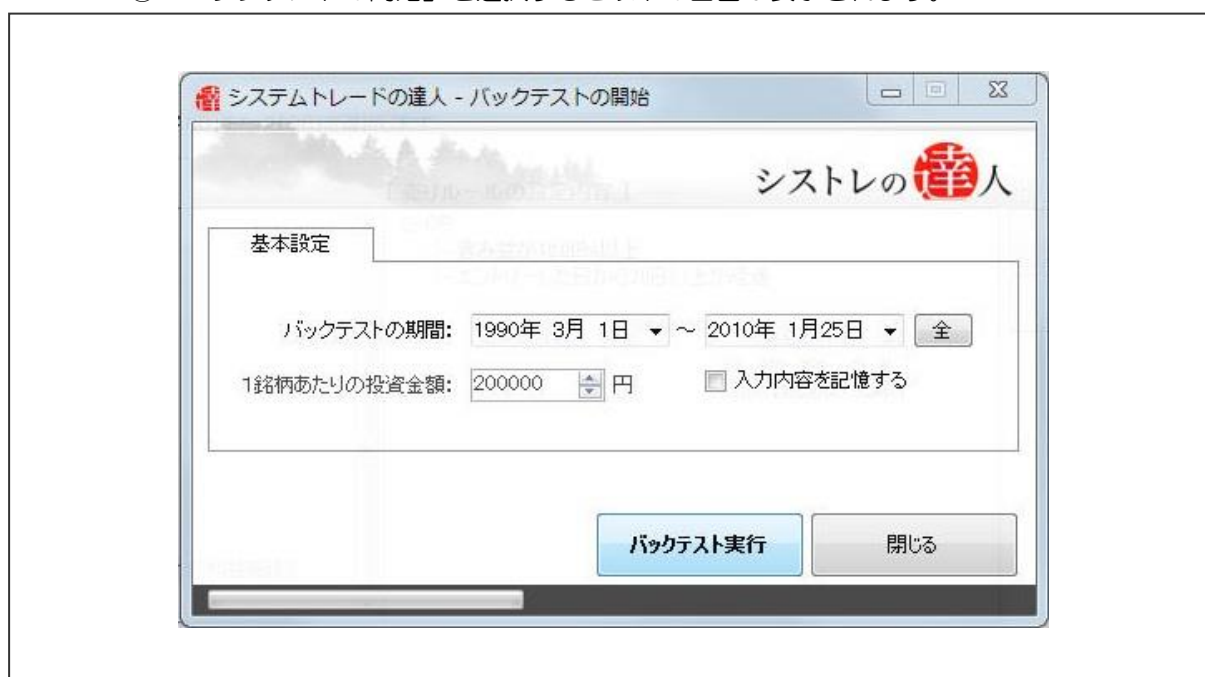 システムトレードの達人 - バックテストの開始
シストレの達人
基本設定
バックテストの期間: 1990年 3月 1日 ～ 2010年 1月25日 全
1銘柄あたりの投資金額: 200000 円 入力内容を記憶する
バックテスト実行 閉じる